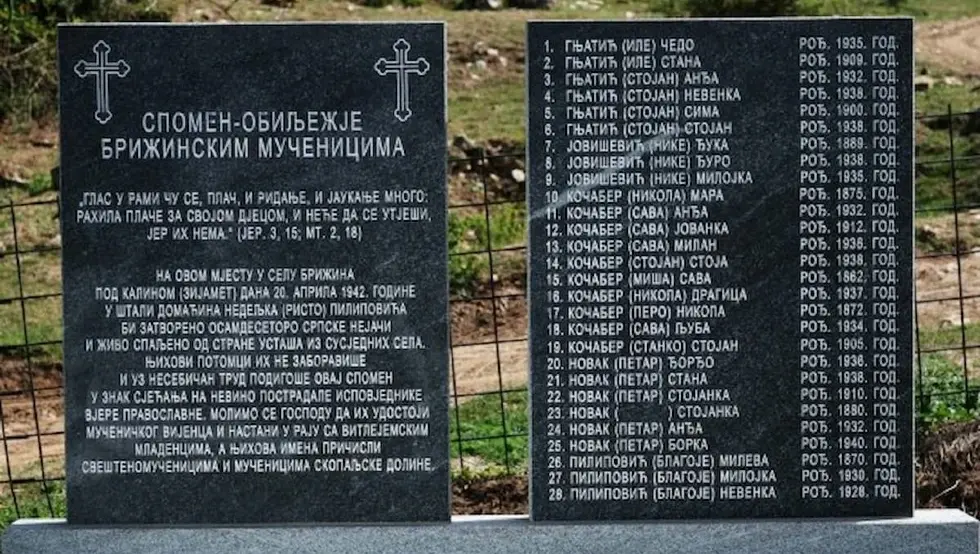 СПОМЕН-ОБИЉЕЖЈЕ
БРИЖИНСКИМ МУЧЕНИЦИМА
„ГЛАС У РАМИ ЧУ СЕ, ПЛАЧ, И РИДАЊЕ, И ЈАУКАЊЕ МНОГО:
РАХИЛА ПЛАЧЕ ЗА СВОЈОМ ДЈЕЦОМ, И НЕЋЕ ДА СЕ УТЈЕШИ,
ЈЕР ИХ НЕМА.“ (ЈЕР. 3, 15; МТ. 2, 18)
НА ОВОМ МЈЕСТУ У СЕЛУ БРИЖИНА
ПОД КАЛИНОМ (ЗИЈАМЕТ) ДАНА 20. АПРИЛА 1942. ГОДИНЕ
У ШТАЛИ ДОМАЋИНА НЕДЕЉКА (РИСТО) ПИЛИПОВИЋА
БИ ЗАТВОРЕНО ОСАМДЕСЕТОРО СРПСКЕ НЕЈАЧИ
И ЖИВО СПАЉЕНО ОД СТРАНЕ УСТАША ИЗ СУСЈЕДНИХ СЕЛА.
ЊИХОВИ ПОТОМЦИ ИХ НЕ ЗАБОРАВИШЕ
И УЗ НЕСЕБИЧАН ТРУД ПОДИГОШЕ ОВАЈ СПОМЕН
У ЗНАК СЈЕЋАЊА НА НЕВИНО ПОСТРАДАЛЕ ИСПОВЈЕДНИКЕ
ВЈЕРЕ ПРАВОСЛАВНЕ. МОЛИМО СЕ ГОСПОДУ ДА ИХ УДОСТОЈИ
МУЧЕНИЧКОГ ВИЈЕНЦА И НАСТАНИ У РАЈУ СА ВИТЛЕЈЕМСКИМ
МЛАДЕНЦИМА, А ЊИХОВА ИМЕНА ПРИЧИСЛИ
СВЕШТЕНОМУЧЕНИЦИМА И МУЧЕНИЦИМА СКОПАЉСКЕ ДОЛИНЕ.
1. ГЊАТИЋ (ИЛЕ) ЧЕДО РОЂ. 1935. ГОД.
2. ГЊАТИЋ (ИЛЕ) СТАНА РОЂ. 1909. ГОД.
3. ГЊАТИЋ (СТОЈАН) АНЂА РОЂ. 1932. ГОД.
4. ГЊАТИЋ (СТОЈАН) НЕВЕНКА РОЂ. 1938. ГОД.
5. ГЊАТИЋ (СТОЈАН) СИМА РОЂ. 1900. ГОД.
6. ГЊАТИЋ (СТОЈАН) СТОЈАН РОЂ. 1938. ГОД.
7. ЈОВИШЕВИЋ (НИКЕ) ЂУКА РОЂ. 1889. ГОД.
8. ЈОВИШЕВИЋ (НИКЕ) ЂУРО РОЂ. 1938. ГОД.
9. ЈОВИШЕВИЋ (НИКЕ) МИЛОЈКА РОЂ. 1935. ГОД.
10. КОЧАБЕР (НИКОЛА) МАРА РОЂ. 1875. ГОД.
11. КОЧАБЕР (САВА) АНЂА РОЂ. 1932. ГОД.
12. КОЧАБЕР (САВА) ЈОВАНКА РОЂ. 1912. ГОД.
13. КОЧАБЕР (САВА) МИЛАН РОЂ. 1936. ГОД.
14. КОЧАБЕР (СТОЈАН) СТОЈА РОЂ. 1938. ГОД.
15. КОЧАБЕР (МИША) САВА РОЂ. 1862. ГОД.
16. КОЧАБЕР (НИКОЛА) ДРАГИЦА РОЂ. 1937. ГОД.
17. КОЧАБЕР (ПЕРО) НИКОЛА РОЂ. 1872. ГОД.
18. КОЧАБЕР (САВА) ЉУБА РОЂ. 1934. ГОД.
19. КОЧАБЕР (СТАНКО) СТОЈАН РОЂ. 1905. ГОД.
20. НОВАК (ПЕТАР) ЂОРЂО РОЂ. 1936. ГОД.
21. НОВАК (ПЕТАР) СТАНА РОЂ. 1938. ГОД.
22. НОВАК (ПЕТАР) СТОЈАНКА РОЂ. 1910. ГОД.
23. НОВАК ( ) СТОЈАНКА РОЂ. 1880. ГОД.
24. НОВАК (ПЕТАР) АНЂА РОЂ. 1932. ГОД.
25. НОВАК (ПЕТАР) БОРКА РОЂ. 1940. ГОД.
26. ПИЛИПОВИЋ (БЛАГОЈЕ) МИЛЕВА РОЂ. 1870. ГОД.
27. ПИЛИПОВИЋ (БЛАГОЈЕ) МИЛОЈКА РОЂ. 1930. ГОД.
28. ПИЛИПОВИЋ (БЛАГОЈЕ) НЕВЕНКА РОЂ. 1928. ГОД.